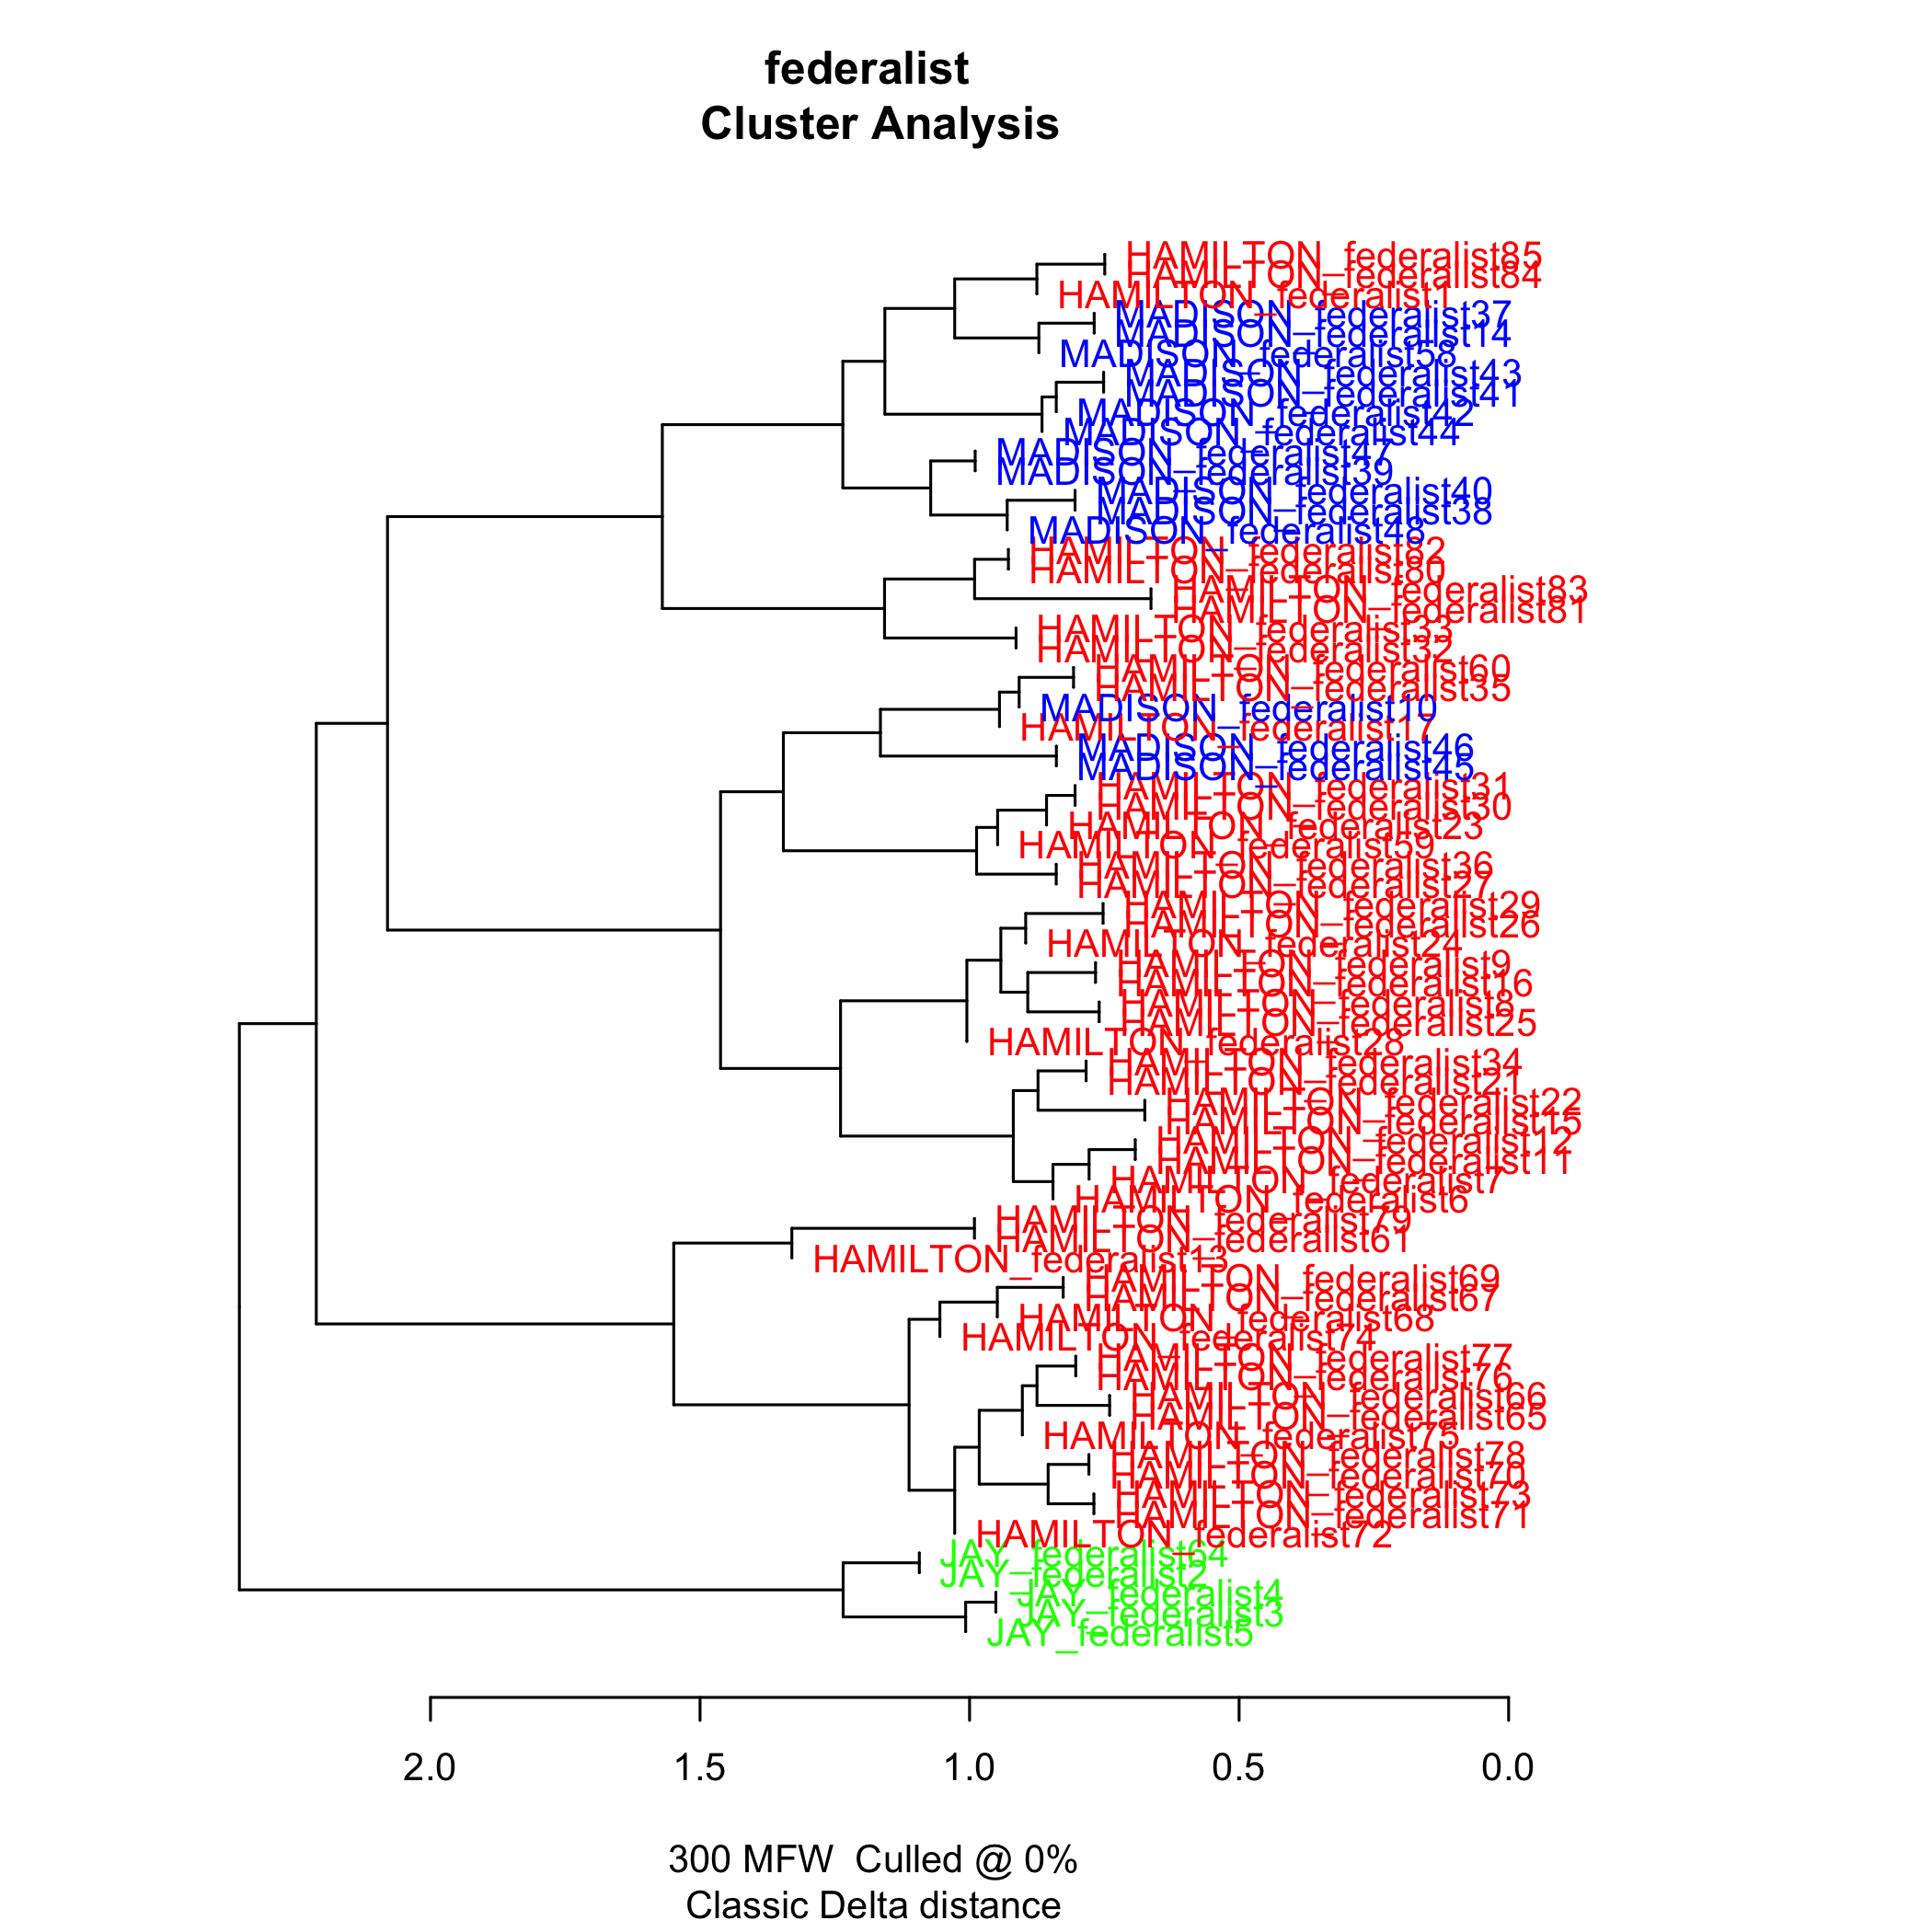 federalist
Cluster Analysis
HAMILTON_federalist85
HAMILTON_federalist84
HAMILTON_federalist1
MADISON_federalist37
MADISON_federalist14
MADISON_federalist58
MADISON_federalist43
MADISON_federalist41
MADISON_federalist42
MADISON_federalist44
MADISON_federalist47
MADISON_federalist39
MADISON_federalist40
MADISON_federalist38
MADISON_federalist48
HAMILTON_federalist82
HAMILTON_federalist80
HAMILTON_federalist83
HAMILTON_federalist81
HAMILTON_federalist33
HAMILTON_federalist32
HAMILTON_federalist60
HAMILTON_federalist35
MADISON_federalist10
HAMILTON_federalist17
MADISON_federalist46
MADISON_federalist45
HAMILTON_federalist31
HAMILTON_federalist30
HAMILTON_federalist23
HAMILTON_federalist59
HAMILTON_federalist36
HAMILTON_federalist27
HAMILTON_federalist29
HAMILTON_federalist26
HAMILTON_federalist24
HAMILTON_federalist9
HAMILTON_federalist16
HAMILTON_federalist8
HAMILTON_federalist25
HAMILTON_federalist28
HAMILTON_federalist34
HAMILTON_federalist21
HAMILTON_federalist22
HAMILTON_federalist15
HAMILTON_federalist12
HAMILTON_federalist11
HAMILTON_federalist7
HAMILTON_federalist6
HAMILTON_federalist79
HAMILTON_federalist61
HAMILTON_federalist13
HAMILTON_federalist69
HAMILTON_federalist67
HAMILTON_federalist68
HAMILTON_federalist74
HAMILTON_federalist77
HAMILTON_federalist76
HAMILTON_federalist66
HAMILTON_federalist65
HAMILTON_federalist75
HAMILTON_federalist78
HAMILTON_federalist70
HAMILTON_federalist73
HAMILTON_federalist71
HAMILTON_federalist72
JAY_federalist64
JAY_federalist2
JAY_federalist4
JAY_federalist3
JAY_federalist5
2.0 1.5 1.0 0.5 0.0
300 MFW Culled @ 0%
Classic Delta distance